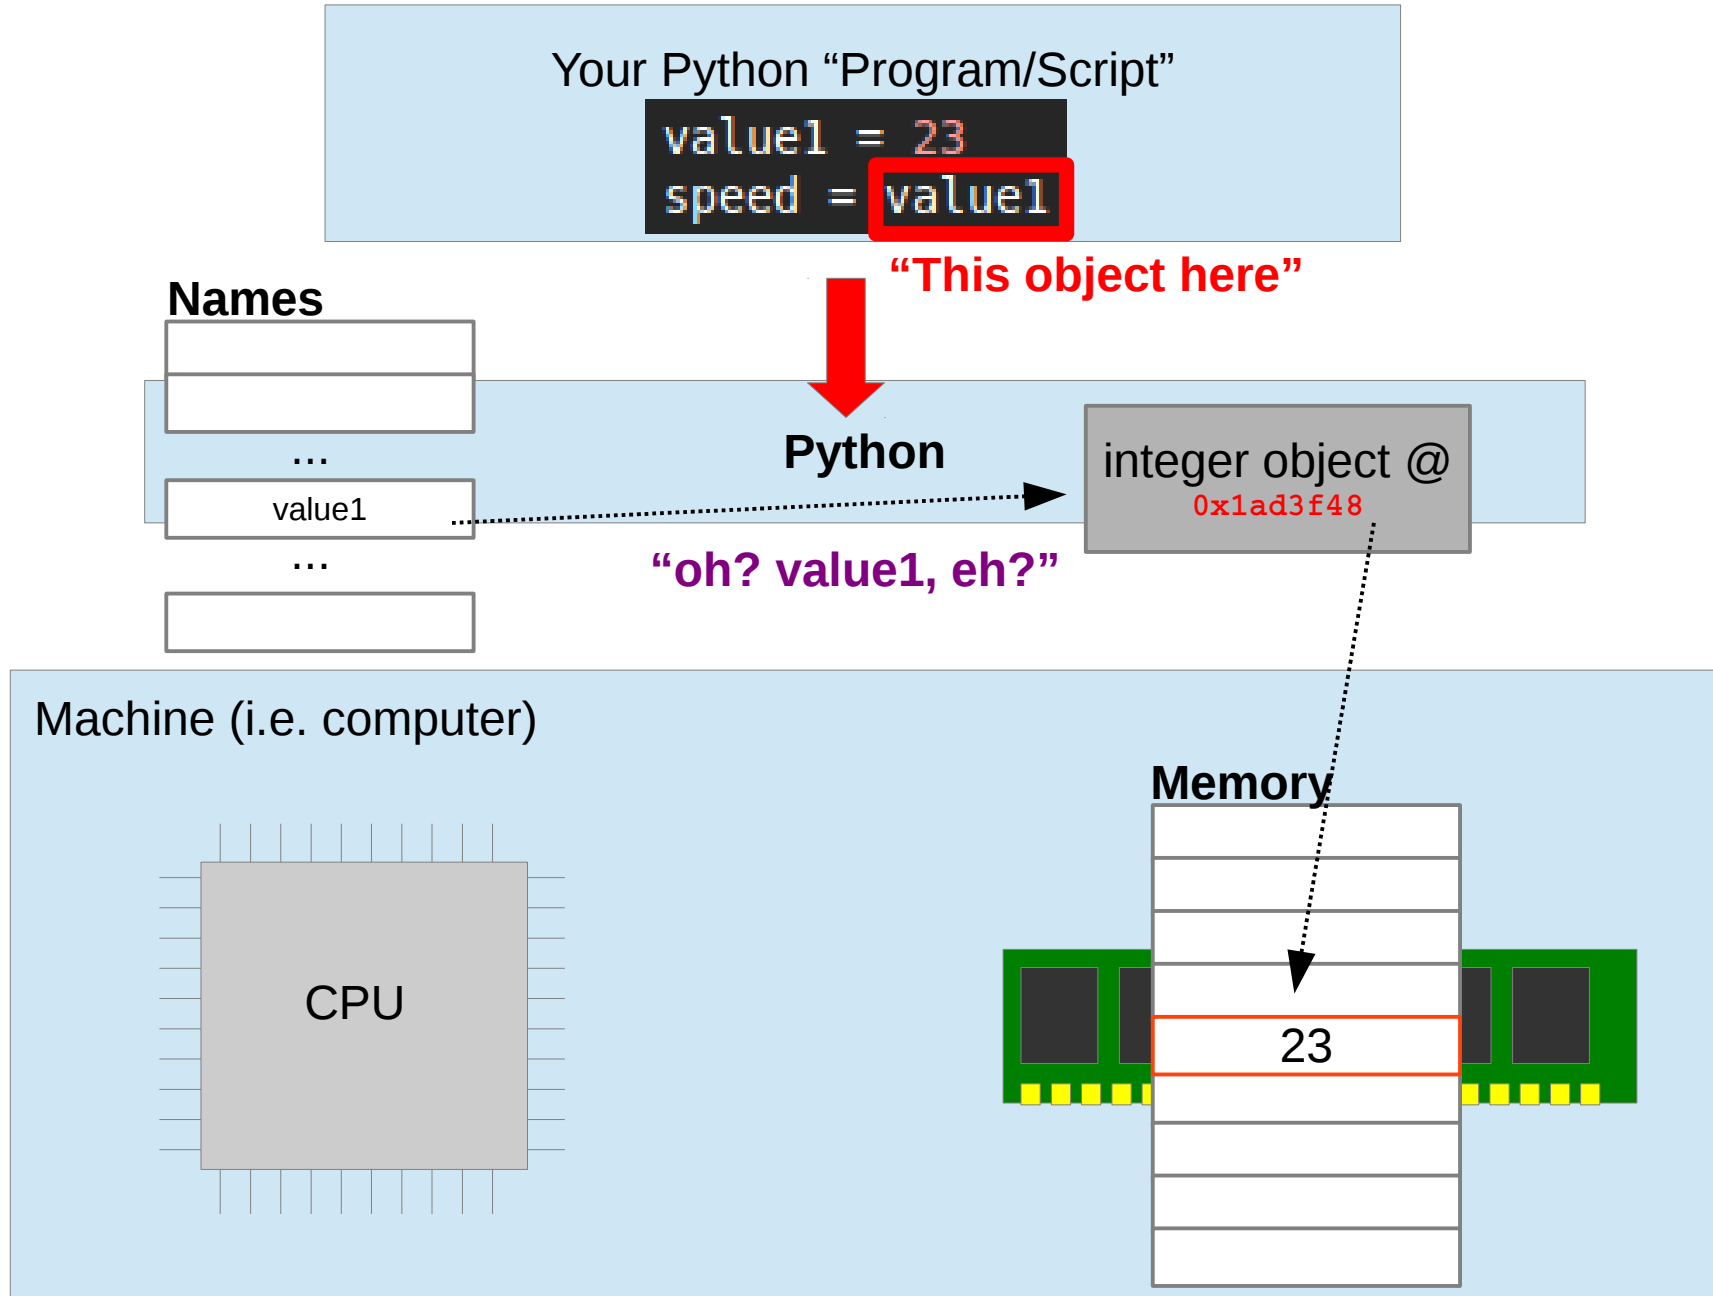 Your Python “Program/Script”
value1 = 23
speed = value1
“This object here”
Names
...
value1
...
Python
integer object @
0x1ad3f48
“oh? value1, eh?”
Machine (i.e. computer)
CPU
Memory
23